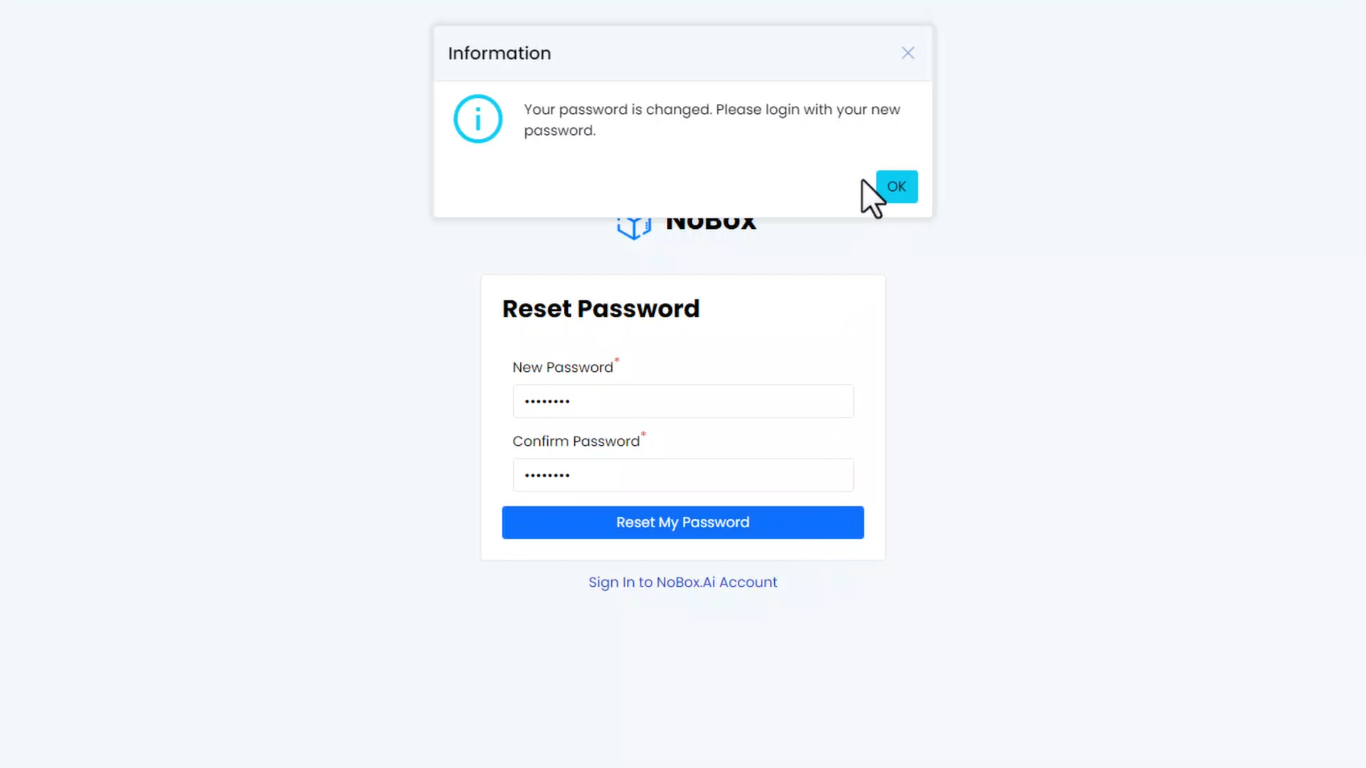 Information
Your password is changed. Please login with your new
password.
OK
NoBox
Reset Password
New Password*
••••••••
Confirm Password*
••••••••
Reset My Password
Sign In to NoBox.Ai Account